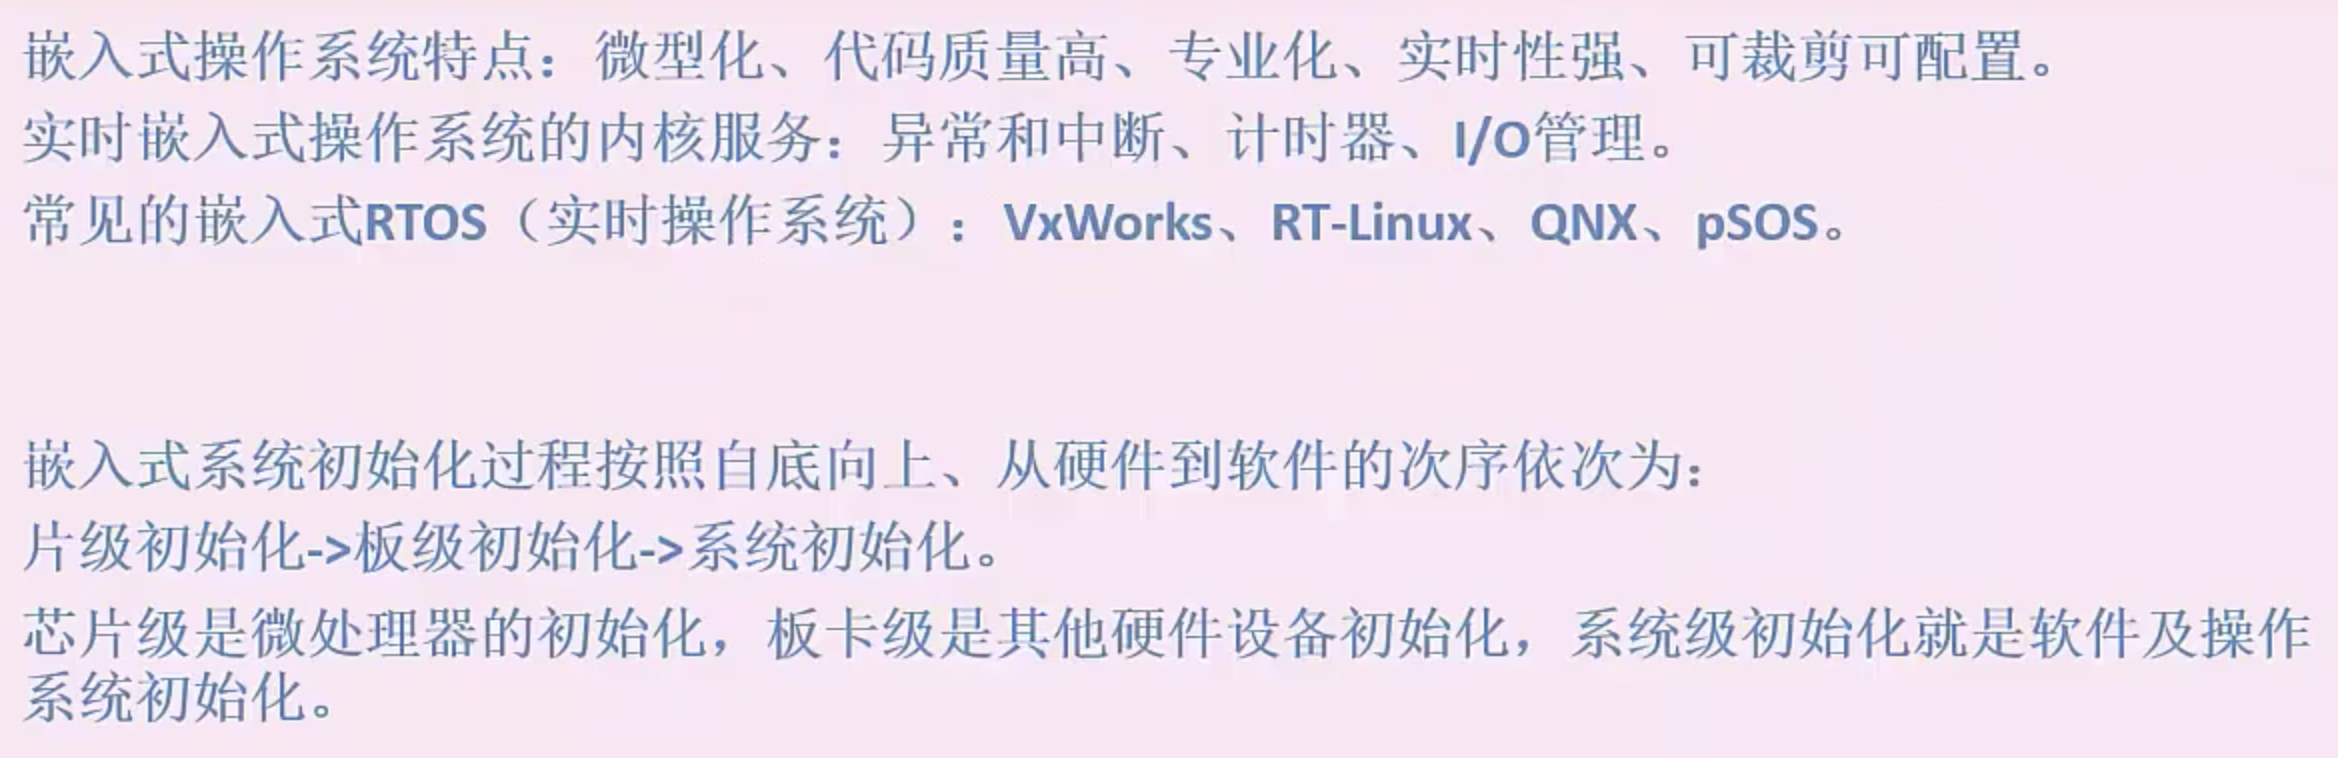 嵌入式操作系统特点：微型化、代码质量高、专业化、实时性强、可裁剪可配置。
实时嵌入式操作系统的内核服务：异常和中断、计时器、I/O管理。
常见的嵌入式RTOS（实时操作系统）：VxWorks、RT-Linux、QNX、pSOS。
嵌入式系统初始化过程按照自底向上、从硬件到软件的次序依次为：
片级初始化->板级初始化->系统初始化。
芯片级是微处理器的初始化，板卡级是其他硬件设备初始化，系统级初始化就是软件及操作
系统初始化。